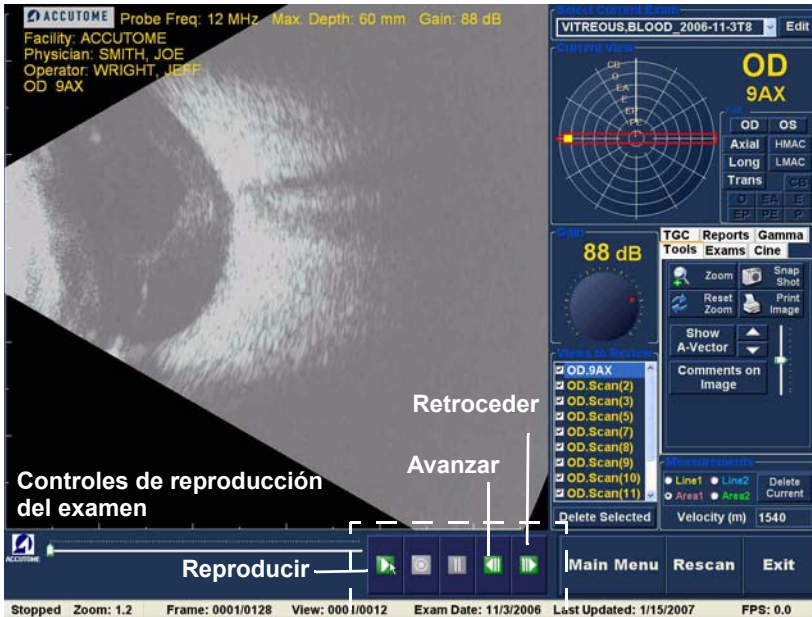 ACCUTOME Probe Freq: 12 MHz Max. Depth: 60 mm Gain: 88 dB
Facility: ACCUTOME
Physician: SMITH, JOE
Operator: WRIGHT, JEFF
OD 9AX
Select Current Exam
VITREOUS,BLOOD_2006-11-3T8 Edit
Current View
CB
O
EA
E
EP
PE
P
OD
9AX
OD OS
Axial HMAC
Long LMAC
Trans CB
O EA E
EP PE P
Gain
88 dB
TGC Reports Gamma
Tools Exams Cine
Zoom Snap Shot
Reset Zoom Print Image
Show A-Vector
Comments on Image
Views to Review
OD.9AX
OD.Scan(2)
OD.Scan(3)
OD.Scan(5)
OD.Scan(7)
OD.Scan(8)
OD.Scan(9)
OD.Scan(10)
OD.Scan(11)
Delete Selected
Measurements
Line1 Line2 Delete Current
Area1 Area2
Velocity (m) 1540
Retroceder
Avanzar
Controles de reproducción
del examen
Reproducir
ACCUTOME
Main Menu Rescan Exit
Stopped Zoom: 1.2 Frame: 0001/0128 View: 0001/0012 Exam Date: 11/3/2006 Last Updated: 1/15/2007 FPS: 0.0